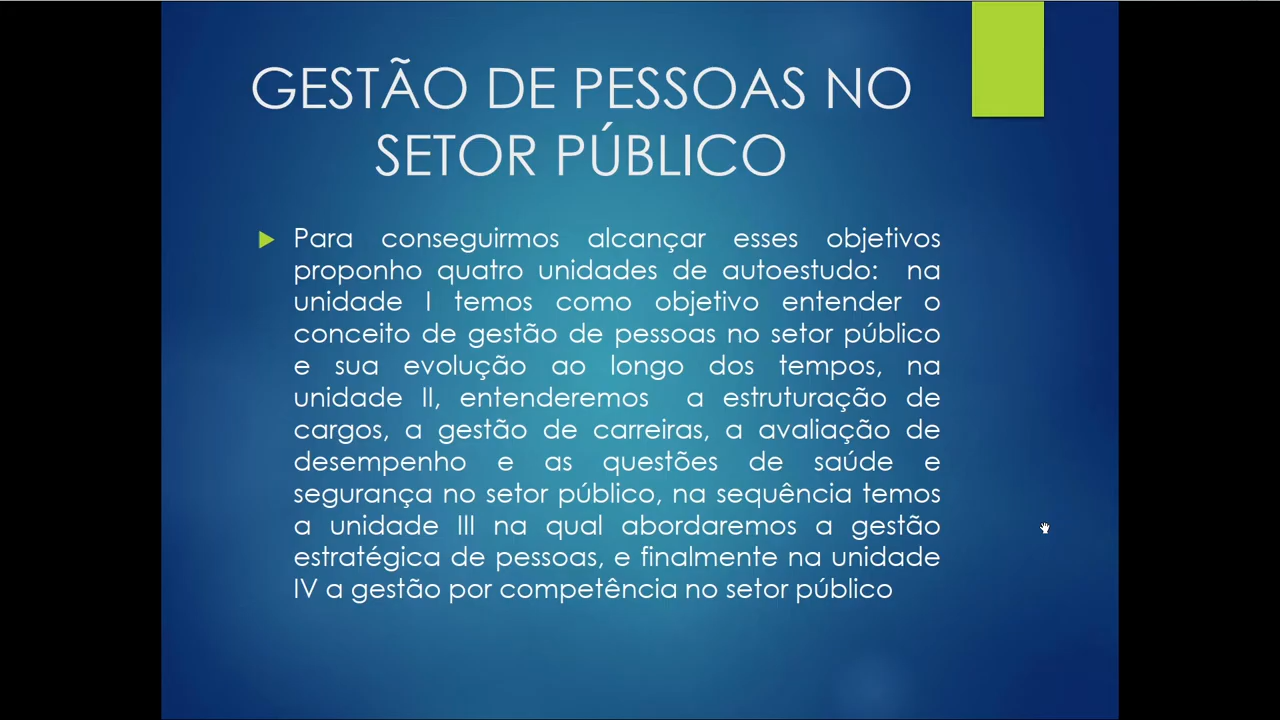 GESTÃO DE PESSOAS NO
SETOR PÚBLICO
Para conseguirmos alcançar esses objetivos
proponho quatro unidades de autoestudo: na
unidade I temos como objetivo entender o
conceito de gestão de pessoas no setor público
e sua evolução ao longo dos tempos, na
unidade II, entenderemos a estruturação de
cargos, a gestão de carreiras, a avaliação de
desempenho e as questões de saúde e
segurança no setor público, na sequência temos
a unidade III na qual abordaremos a gestão
estratégica de pessoas, e finalmente na unidade
IV a gestão por competência no setor público